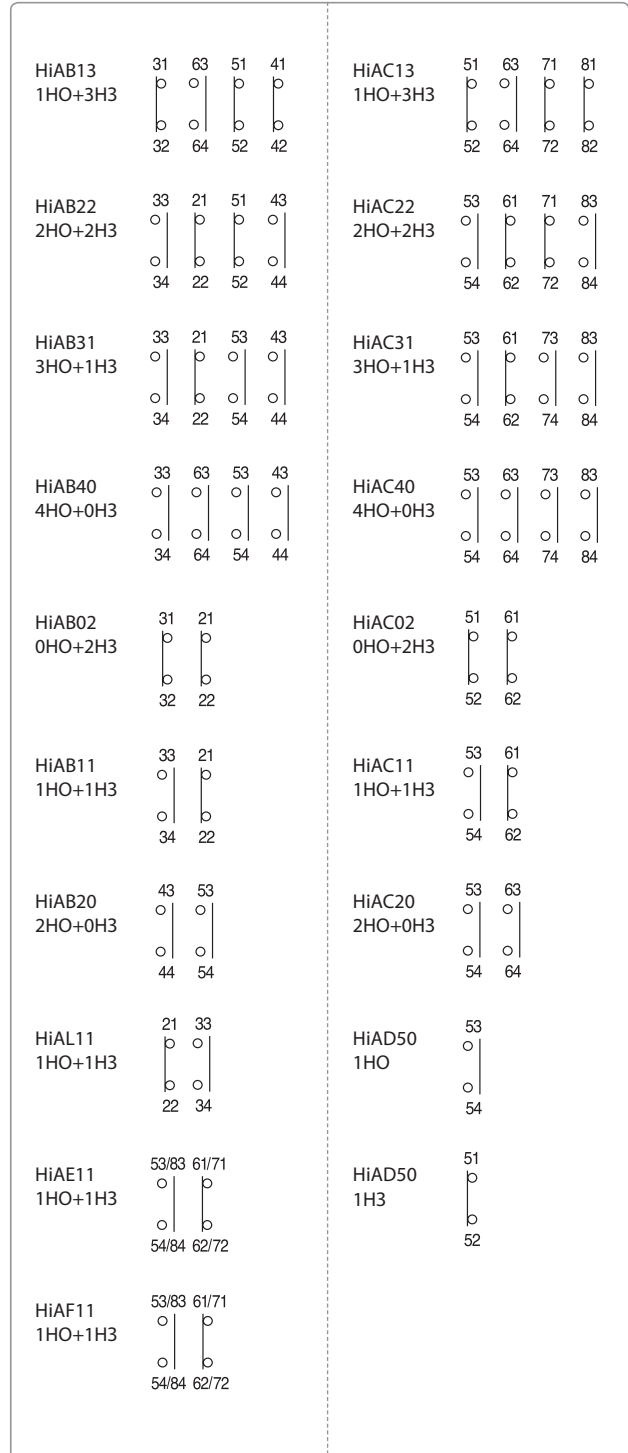 HiAB13
1HO+3H3
31 63 51 41
32 64 52 42
HiAB22
2HO+2H3
33 21 51 43
34 22 52 44
HiAB31
3HO+1H3
33 21 53 43
34 22 54 44
HiAB40
4HO+0H3
33 63 53 43
34 64 54 44
HiAB02
0HO+2H3
31 21
32 22
HiAB11
1HO+1H3
33 21
34 22
HiAB20
2HO+0H3
43 53
44 54
HiAL11
1HO+1H3
21 33
22 34
HiAE11
1HO+1H3
53/83 61/71
54/84 62/72
HiAF11
1HO+1H3
53/83 61/71
54/84 62/72
HiAC13
1HO+3H3
51 63 71 81
52 64 72 82
HiAC22
2HO+2H3
53 61 71 83
54 62 72 84
HiAC31
3HO+1H3
53 61 73 83
54 62 74 84
HiAC40
4HO+0H3
53 63 73 83
54 64 74 84
HiAC02
0HO+2H3
51 61
52 62
HiAC11
1HO+1H3
53 61
54 62
HiAC20
2HO+0H3
53 63
54 64
HiAD50
1HO
53
54
HiAD50
1H3
51
52